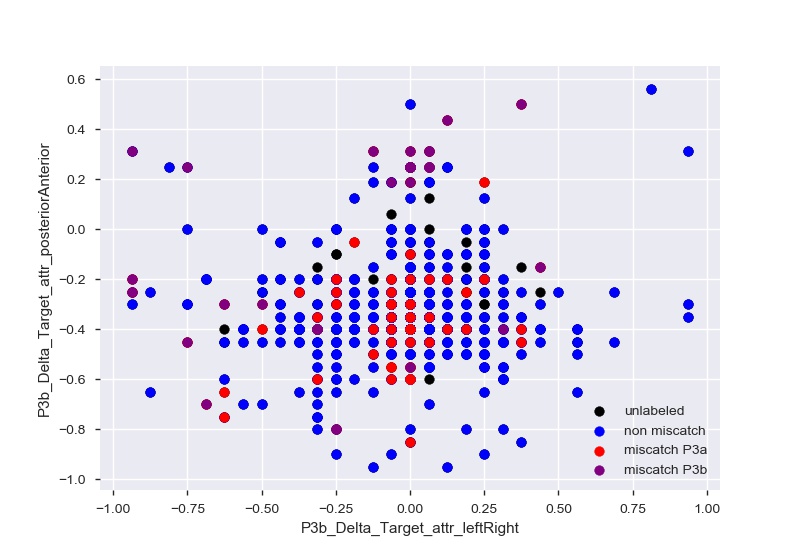 0.6
0.4
0.2
0.0
−0.2
−0.4
−0.6
−0.8
−1.0
P3b_Delta_Target_attr_posteriorAnterior
unlabeled
non miscatch
miscatch P3a
miscatch P3b
−1.00 −0.75 −0.50 −0.25 0.00 0.25 0.50 0.75 1.00
P3b_Delta_Target_attr_leftRight